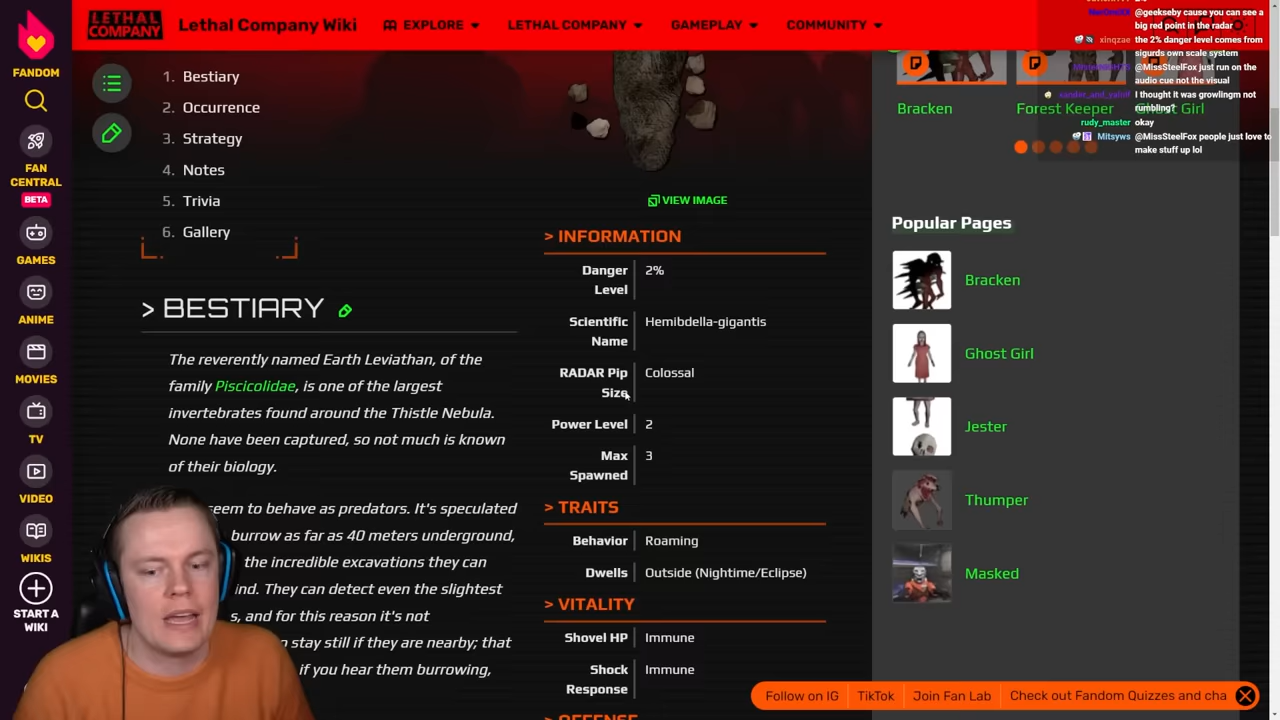 LETHAL
COMPANY
Lethal Company Wiki
EXPLORE
LETHAL COMPANY
GAMEPLAY
COMMUNITY
FANDOM
FAN
CENTRAL
BETA
GAMES
ANIME
MOVIES
TV
VIDEO
WIKIS
START A
WIKI
1. Bestiary
2. Occurrence
3. Strategy
4. Notes
5. Trivia
6. Gallery
> BESTIARY
The reverently named Earth Leviathan, of the
family Piscicolidae, is one of the largest
invertebrates found around the Thistle Nebula.
None have been captured, so not much is known
of their biology.
seem to behave as predators. It's speculated
burrow as far as 40 meters underground,
the incredible excavations they can
ind. They can detect even the slightest
s, and for this reason it's not
o stay still if they are nearby; that
if you hear them burrowing,
VIEW IMAGE
> INFORMATION
Danger
Level
2%
Scientific
Name
Hemibdella-gigantis
RADAR Pip
Size
Colossal
Power Level
2
Max
Spawned
3
> TRAITS
Behavior
Roaming
Dwells
Outside (Nightime/Eclipse)
> VITALITY
Shovel HP
Immune
Shock
Response
Immune
> OFFENSE
Bracken
Forest Keeper
Ghost Girl
@geekseby cause you can see a
big red point in the radar
xinqzae the 2% danger level comes from
sigurds own scale system
@MissSteelFox just run on the
audio cue not the visual
I thought it was growlingm not
rumbling?
rudy_master okay
Mitsyws @MissSteelFox people just love to
make stuff up lol
Popular Pages
Bracken
Ghost Girl
Jester
Thumper
Masked
Follow on IG
TikTok
Join Fan Lab
Check out Fandom Quizzes and cha